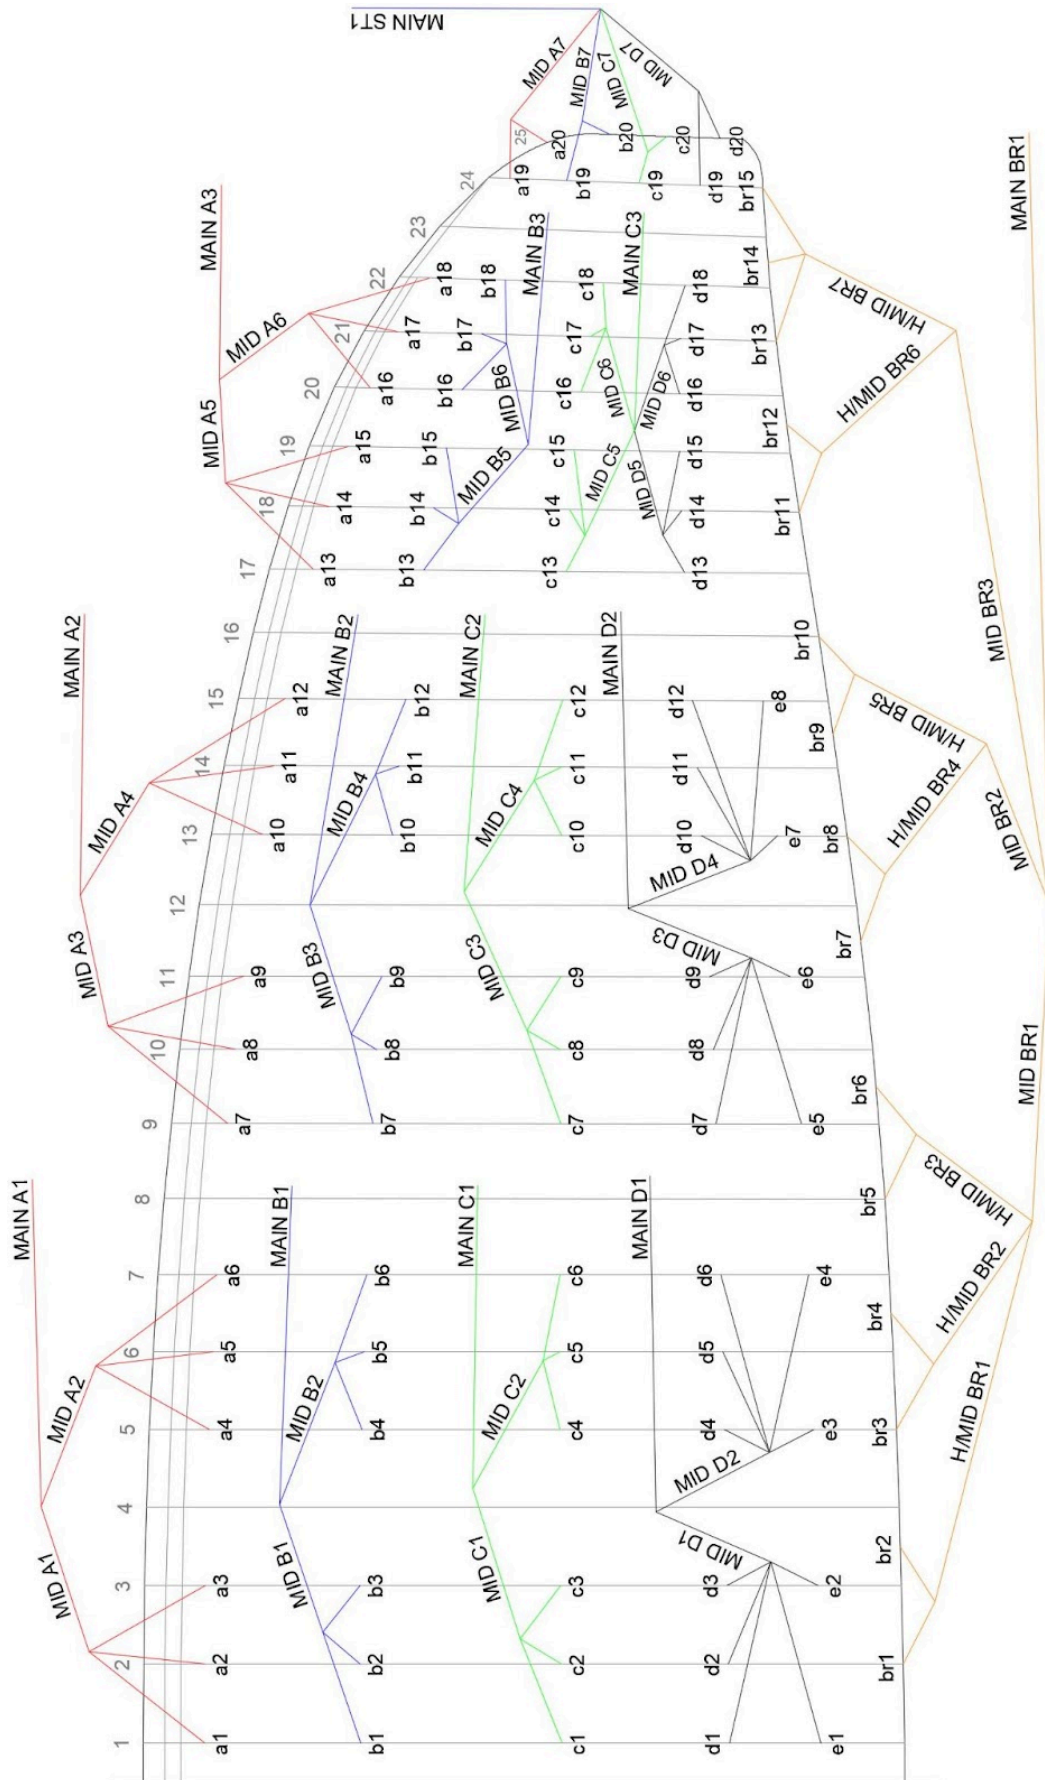 MAIN ST1
MID A7
MID B7
MID C7
MID D7
25
a20
b20
c20
d20
24
a19
b19
c19
d19
br15
MAIN A3
23
MAIN B3
MAIN C3
MAIN BR1
22
a18
b18
c18
d18
br14
MID A6
21
a17
b17
c17
d17
br13
H/MID BR7
20
a16
b16
MID B6
c16
MID C6
MID D6
d16
H/MID BR6
MID A5
19
a15
b15
c15
d15
br12
18
a14
b14
MID B5
c14
MID C5
MID D5
d14
br11
17
a13
b13
c13
d13
MAIN A2
16
MAIN B2
MAIN C2
MAIN D2
br10
MID BR3
15
a12
b12
c12
d12
e8
br9
H/MID BR5
14
a11
b11
c11
d11
MID A4
13
a10
MID B4
b10
MID C4
c10
d10
e7
br8
H/MID BR4
MID BR2
12
MID D4
MID A3
11
a9
MID B3
b9
MID C3
c9
MID D3
d9
e6
br7
10
a8
b8
c8
d8
9
a7
b7
c7
d7
e5
br6
MID BR1
MAIN A1
8
MAIN B1
MAIN C1
MAIN D1
br5
H/MID BR3
7
a6
b6
c6
d6
e4
6
a5
b5
c5
d5
br4
H/MID BR2
MID A2
5
a4
MID B2
b4
MID C2
c4
d4
MID D2
e3
br3
H/MID BR1
4
MID A1
3
a3
MID B1
b3
MID C1
c3
MID D1
d3
e2
br2
2
a2
b2
c2
d2
br1
1
a1
b1
c1
d1
e1